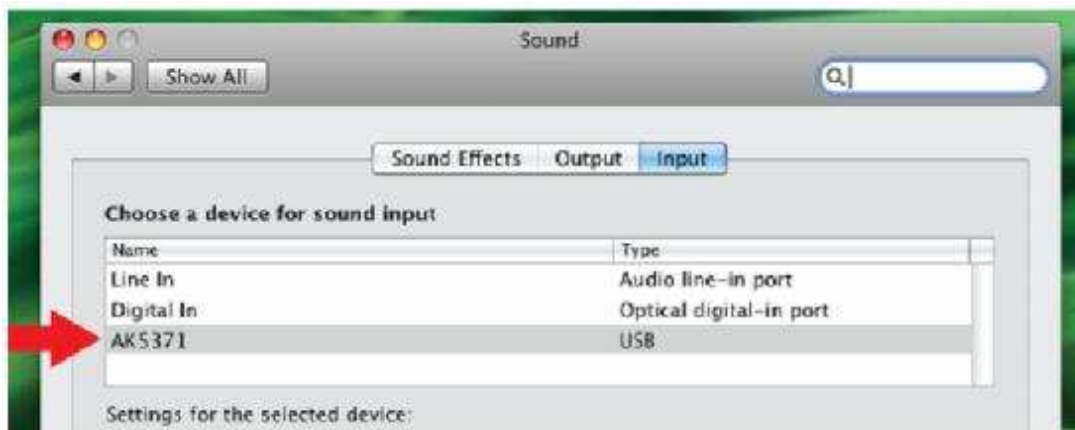 Sound
Show All
Sound Effects Output Input
Choose a device for sound input
Name Type
Line In Audio line-in port
Digital In Optical digital-in port
AK5371 USB
Settings for the selected device: